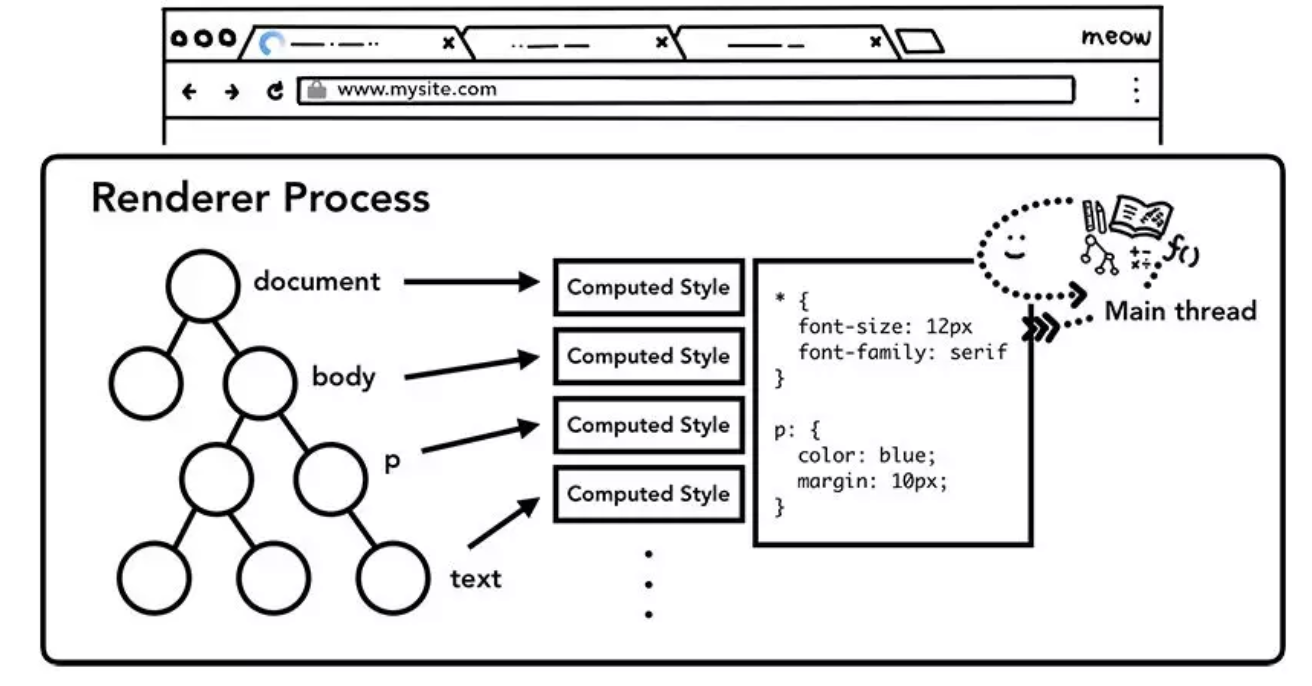 meow
www.mysite.com
Renderer Process
document
body
p
text
Computed Style
Computed Style
Computed Style
Computed Style
* {
font-size: 12px
font-family: serif
}
p: {
color: blue;
margin: 10px;
}
f()
Main thread